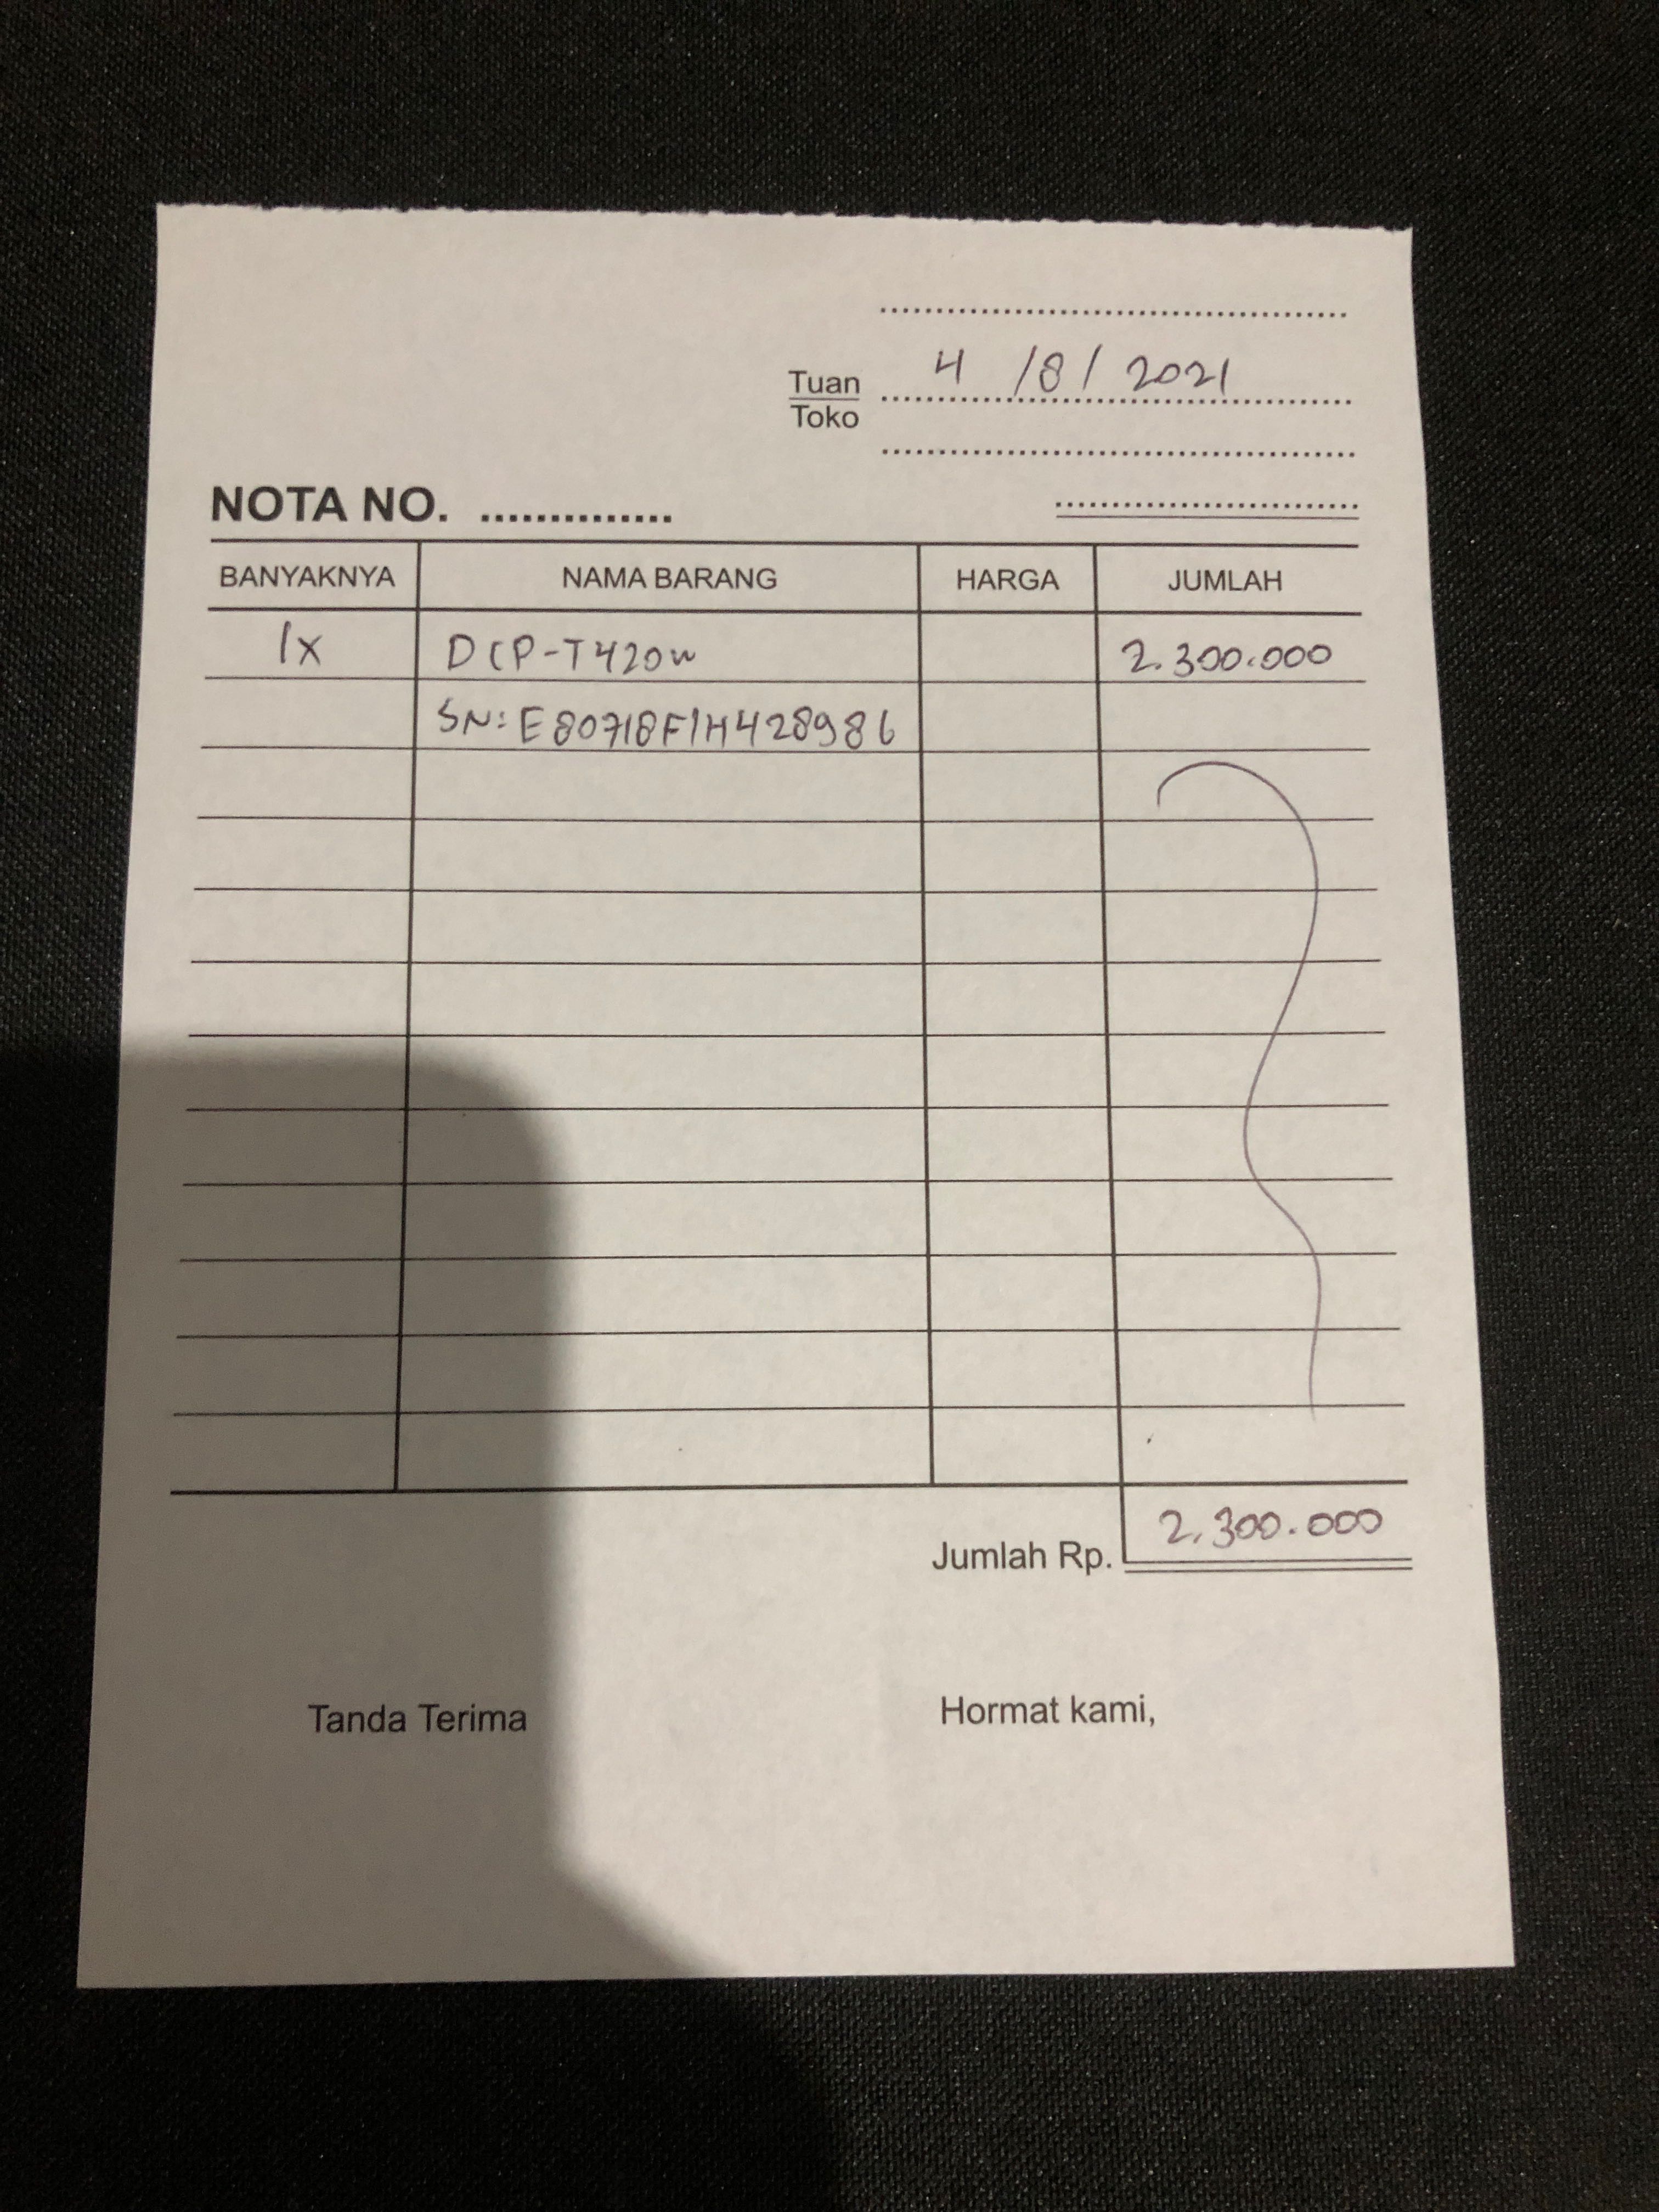 4 /8/ 2021
Tuan
Toko
NOTA NO. ..............
BANYAKNYA NAMA BARANG HARGA JUMLAH
1x DCP-T420w 2.300.000
SN: E80718F1H428986
Jumlah Rp. 2.300.000
Tanda Terima Hormat kami,